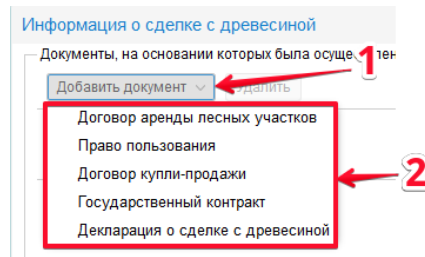 Информация о сделке с древесиной
Документы, на основании которых была
1
Добавить документ
Удалить
Договор аренды лесных участков
Право пользования
Договор купли-продажи
Государственный контракт
Декларация о сделке с древесиной
2